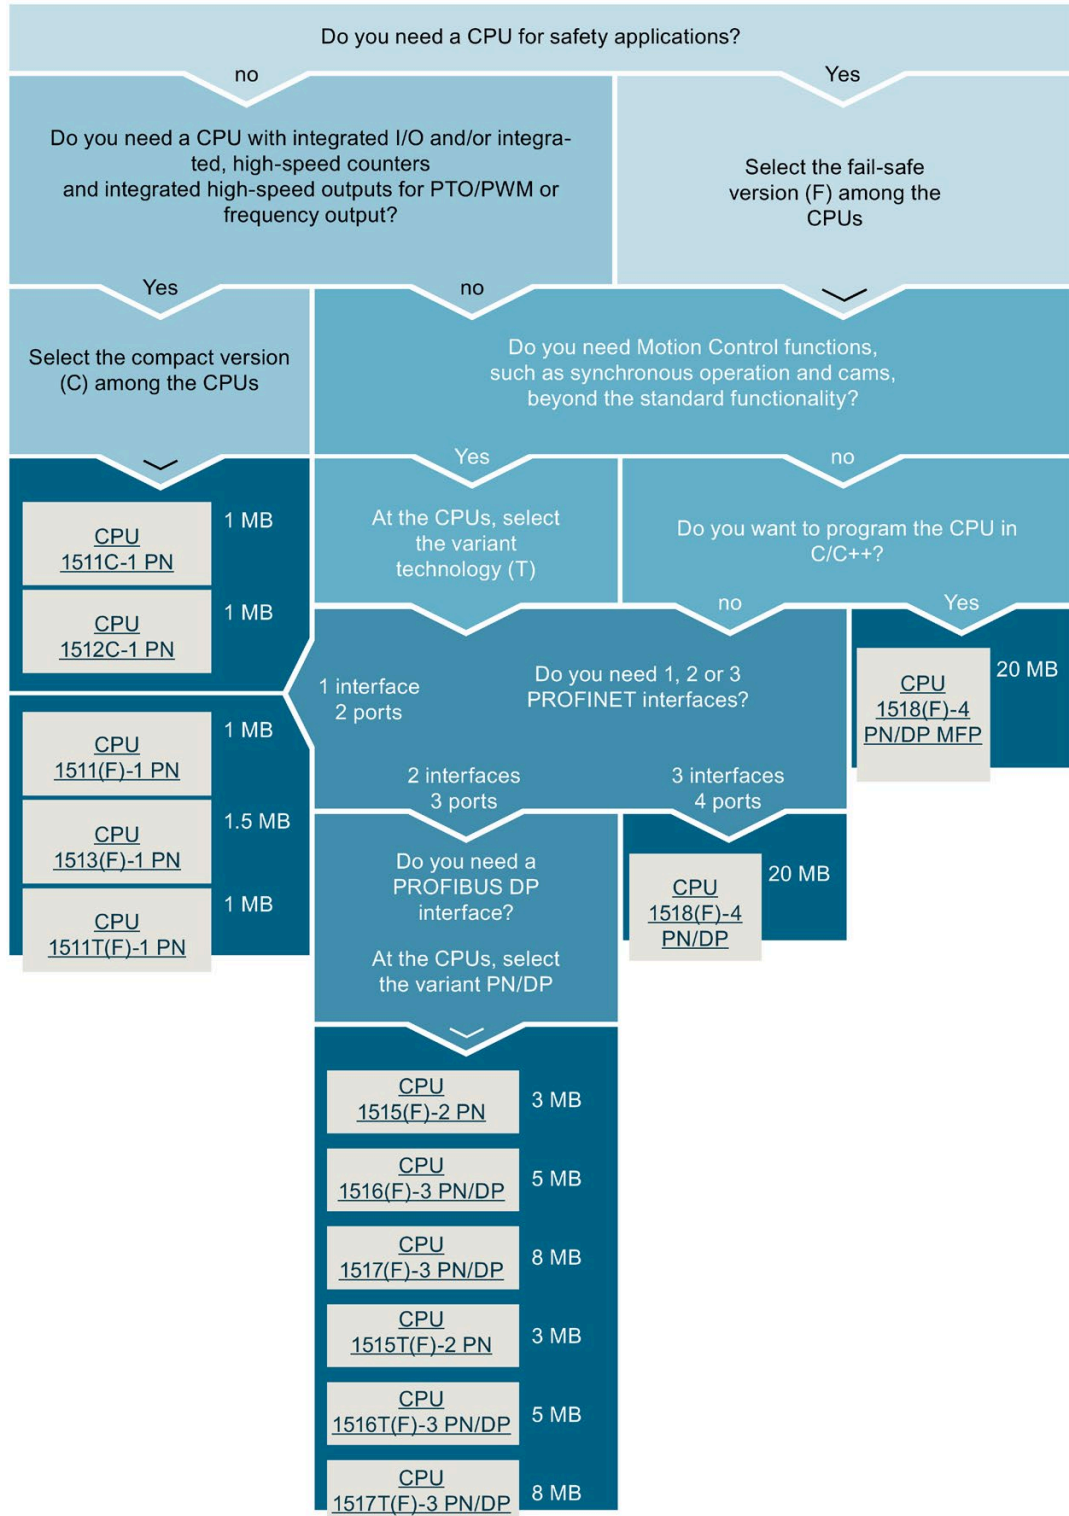 Do you need a CPU for safety applications?
no
Yes
Do you need a CPU with integrated I/O and/or integra-
ted, high-speed counters
and integrated high-speed outputs for PTO/PWM or
frequency output?
Select the fail-safe
version (F) among the
CPUs
Yes
no
Select the compact version
(C) among the CPUs
Do you need Motion Control functions,
such as synchronous operation and cams,
beyond the standard functionality?
Yes
no
At the CPUs, select
the variant
technology (T)
Do you want to program the CPU in
C/C++?
no
Yes
CPU
1511C-1 PN
1 MB
CPU
1512C-1 PN
1 MB
1 interface
2 ports
Do you need 1, 2 or 3
PROFINET interfaces?
CPU
1518(F)-4
PN/DP MFP
20 MB
CPU
1511(F)-1 PN
1 MB
CPU
1513(F)-1 PN
1.5 MB
CPU
1511T(F)-1 PN
1 MB
2 interfaces
3 ports
3 interfaces
4 ports
Do you need a
PROFIBUS DP
interface?
At the CPUs, select
the variant PN/DP
CPU
1518(F)-4
PN/DP
20 MB
CPU
1515(F)-2 PN
3 MB
CPU
1516(F)-3 PN/DP
5 MB
CPU
1517(F)-3 PN/DP
8 MB
CPU
1515T(F)-2 PN
3 MB
CPU
1516T(F)-3 PN/DP
5 MB
CPU
1517T(F)-3 PN/DP
8 MB